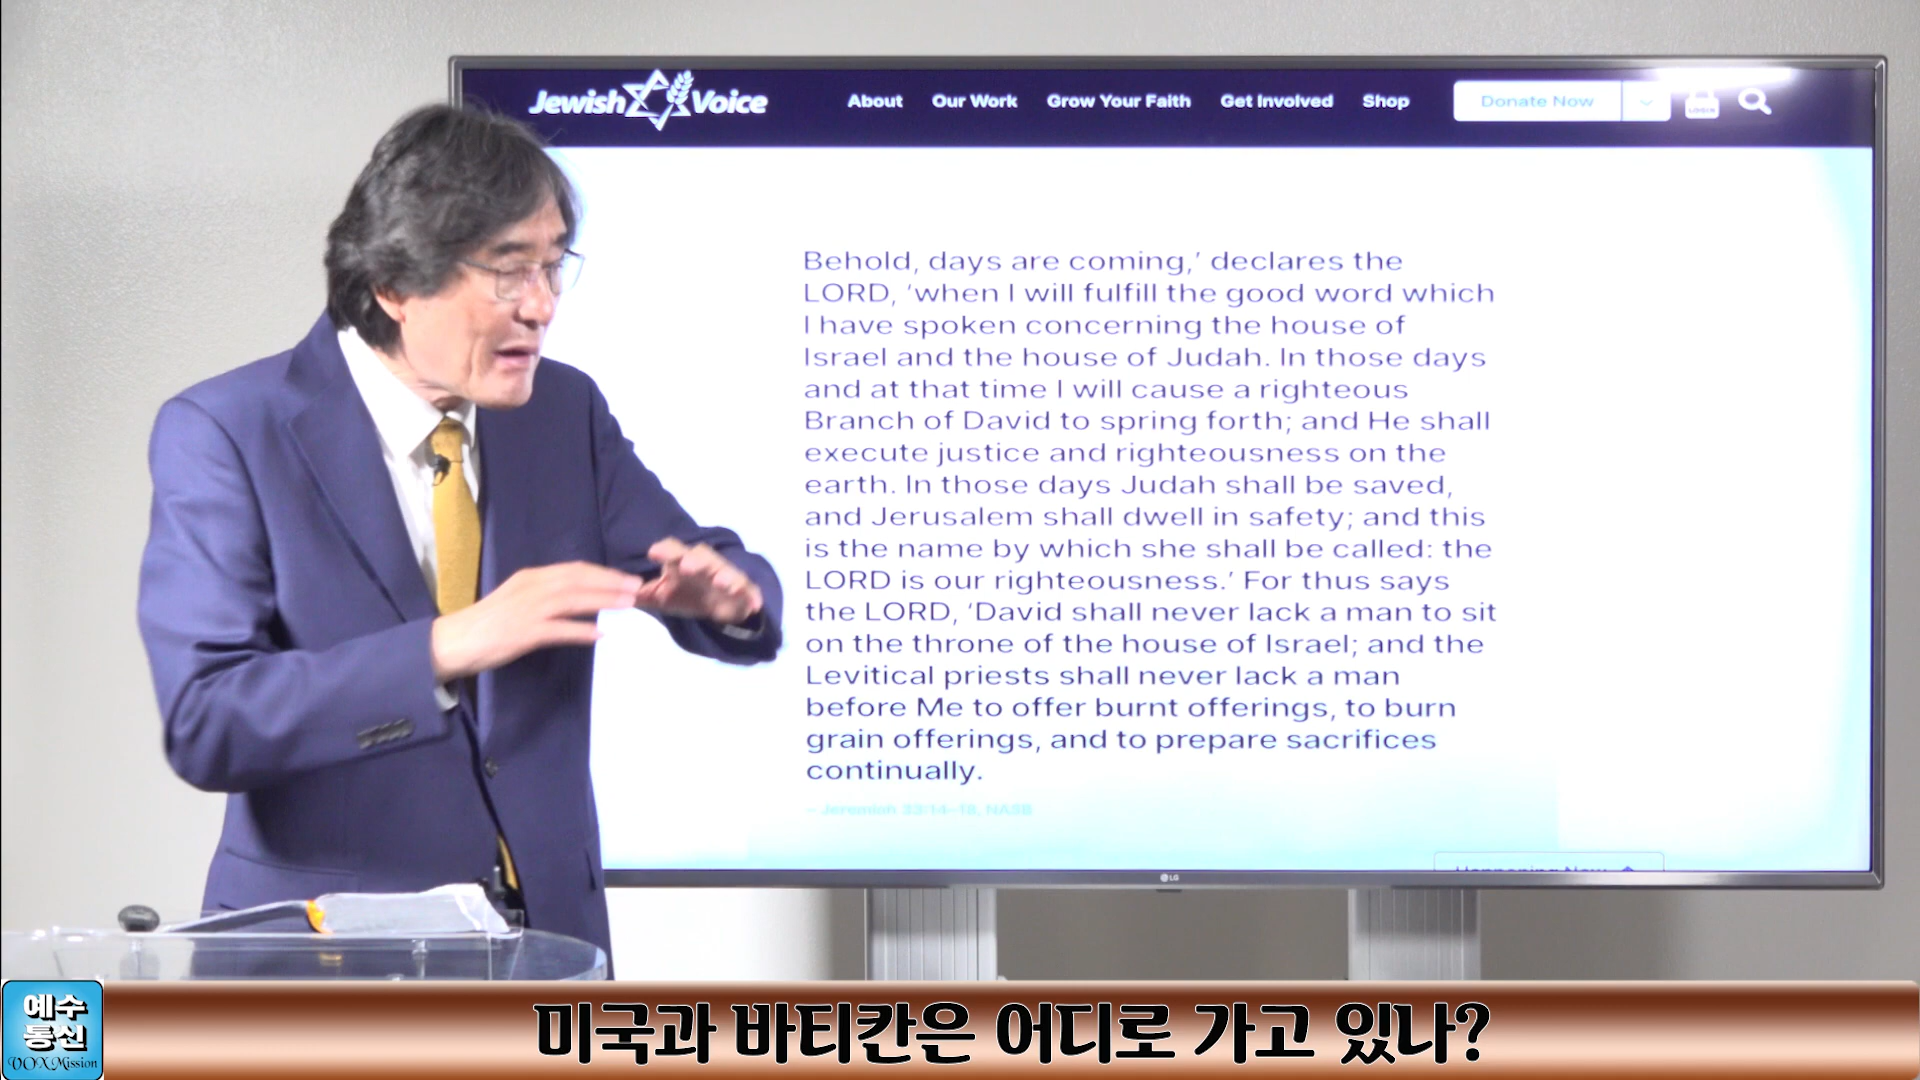 Jewish Voice
About Our Work Grow Your Faith Get Involved Shop Donate Now LOGIN
Behold, days are coming,’ declares the
LORD, ‘when I will fulfill the good word which
I have spoken concerning the house of
Israel and the house of Judah. In those days
and at that time I will cause a righteous
Branch of David to spring forth; and He shall
execute justice and righteousness on the
earth. In those days Judah shall be saved,
and Jerusalem shall dwell in safety; and this
is the name by which she shall be called: the
LORD is our righteousness.’ For thus says
the LORD, ‘David shall never lack a man to sit
on the throne of the house of Israel; and the
Levitical priests shall never lack a man
before Me to offer burnt offerings, to burn
grain offerings, and to prepare sacrifices
continually.
– Jeremiah 33:14–18, NASB
Happening Now
LG
예수
통신
VOX Mission
미국과 바티칸은 어디로 가고 있나?